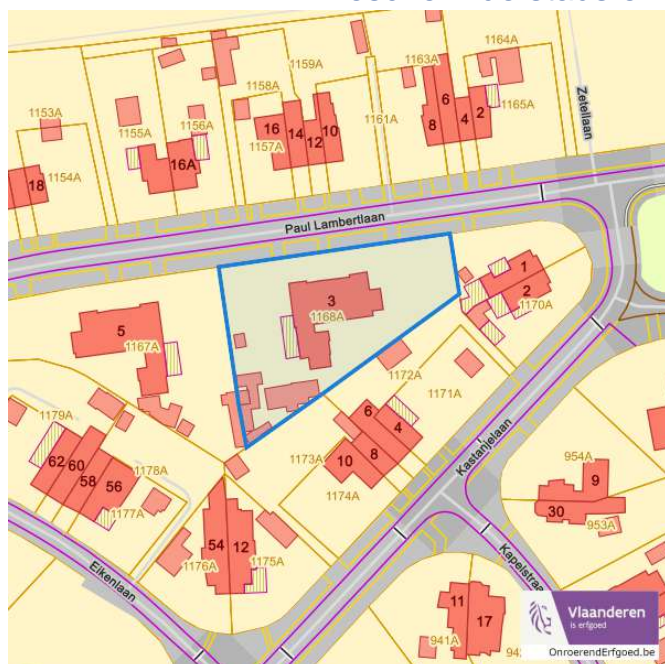 1164A
1163A
1159A
Zetellaan
1158A
6
1161A
1153A
2
1165A
1155A
1156A
16
14
10
8
4
12
1157A
16A
1154A
18
Paul Lambertlaan
1
3
2
1170A
5
1167A
1168A
1172A
1171A
6
4
1179A
Kastanjelaan
62
60
1173A
10
8
954A
9
58
56
1178A
1174A
30
953A
1177A
54
12
Eikenlaan
1176A
1175A
11
17
941A
Vlaanderen
is erfgoed
OnroerendErfgoed.be